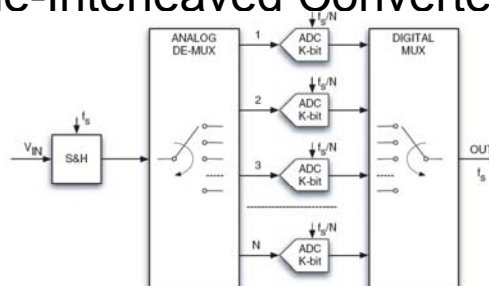 ANALOG DE-MUX
DIGITAL MUX
1
fs/N
ADC K-bit
2
fs/N
ADC K-bit
fs
VIN
S&H
3
fs/N
ADC K-bit
OUT
fs
N
fs/N
ADC K-bit